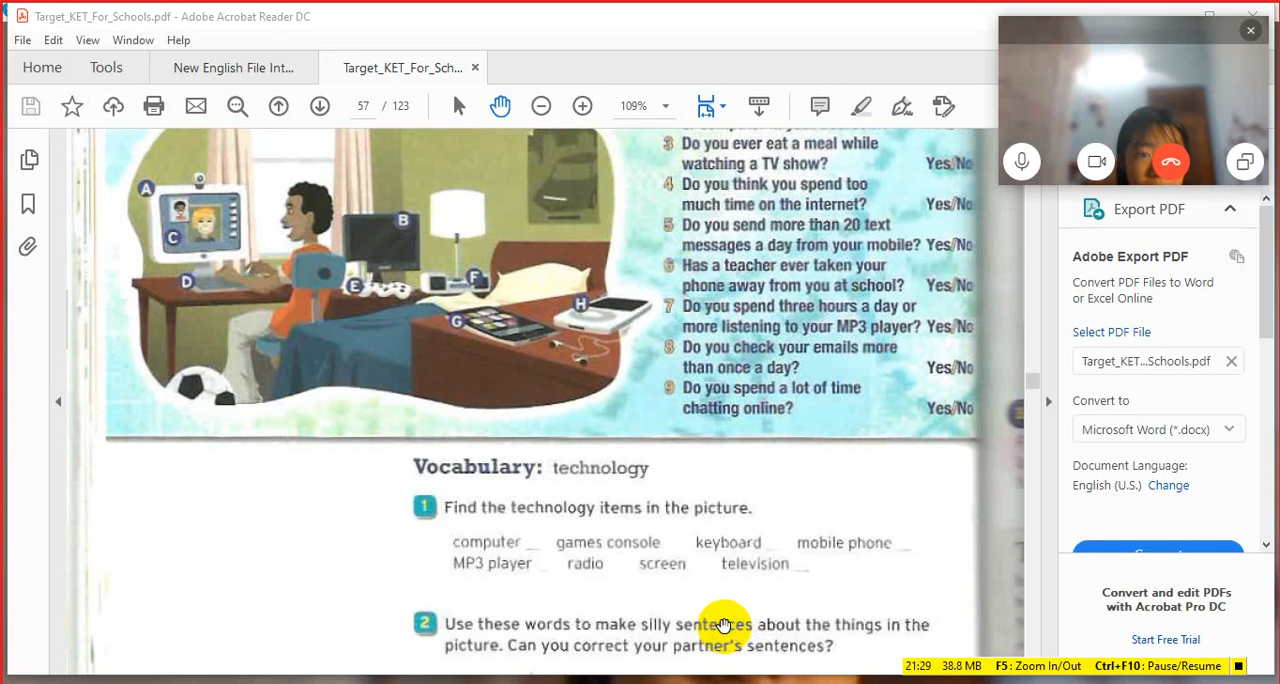 Target_KET_For_Schools.pdf - Adobe Acrobat Reader DC
File Edit View Window Help
Home Tools New English File Int... Target_KET_For_Sch... ×
57 / 123 109%
3 Do you ever eat a meal while
watching a TV show? Yes/No
4 Do you think you spend too
much time on the internet? Yes/No
5 Do you send more than 20 text
messages a day from your mobile? Yes/No
6 Has a teacher ever taken your
phone away from you at school? Yes/No
7 Do you spend three hours a day or
more listening to your MP3 player? Yes/No
8 Do you check your emails more
than once a day? Yes/No
9 Do you spend a lot of time
chatting online? Yes/No
A
B
C
D
E
F
G
H
Vocabulary: technology
1 Find the technology items in the picture.
computer __ games console keyboard __ mobile phone __
MP3 player __ radio screen television __
2 Use these words to make silly sentences about the things in the
picture. Can you correct your partner's sentences?
Export PDF
Adobe Export PDF
Convert PDF Files to Word
or Excel Online
Select PDF File
Target_KET...Schools.pdf
Convert to
Microsoft Word (*.docx)
Document Language:
English (U.S.) Change
Convert and edit PDFs
with Acrobat Pro DC
Start Free Trial
21:29 38.8 MB F5: Zoom In/Out Ctrl+F10: Pause/Resume